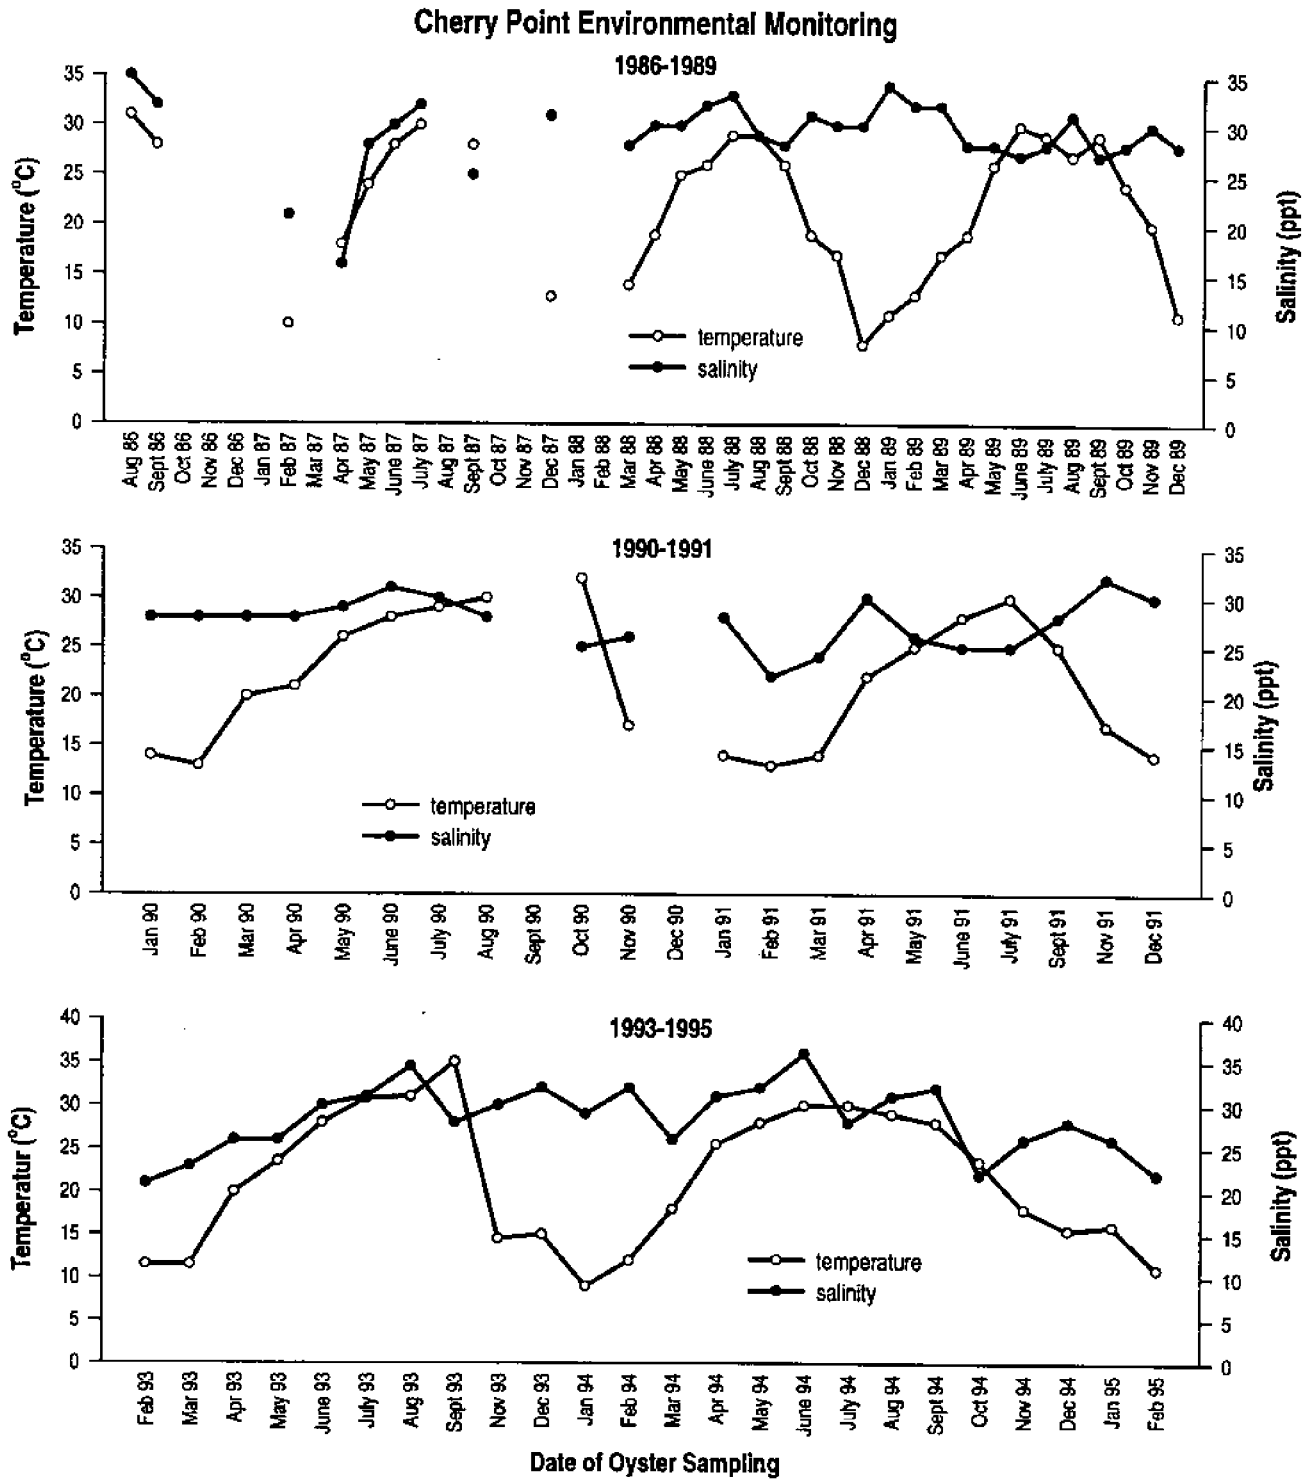 Cherry Point Environmental Monitoring
1986-1989
35
30
25
20
15
10
5
0
Temperature (°C)
35
30
25
20
15
10
5
0
Salinity (ppt)
temperature
salinity
Aug 86
Sept 86
Oct 86
Nov 86
Dec 86
Jan 87
Feb 87
Mar 87
Apr 87
May 87
June 87
July 87
Aug 87
Sept 87
Oct 87
Nov 87
Dec 87
Jan 88
Feb 88
Mar 88
Apr 88
May 88
June 88
July 88
Aug 88
Sept 88
Oct 88
Nov 88
Dec 88
Jan 89
Feb 89
Mar 89
Apr 89
May 89
June 89
July 89
Aug 89
Sept 89
Oct 89
Nov 89
Dec 89
1990-1991
35
30
25
20
15
10
5
0
Temperature (°C)
35
30
25
20
15
10
5
0
Salinity (ppt)
temperature
salinity
Jan 90
Feb 90
Mar 90
Apr 90
May 90
June 90
July 90
Aug 90
Sept 90
Oct 90
Nov 90
Dec 90
Jan 91
Feb 91
Mar 91
Apr 91
May 91
June 91
July 91
Sept 91
Nov 91
Dec 91
1993-1995
40
35
30
25
20
15
10
5
0
Temperatur (°C)
40
35
30
25
20
15
10
5
0
Salinity (ppt)
temperature
salinity
Feb 93
Mar 93
Apr 93
May 93
June 93
July 93
Aug 93
Sept 93
Nov 93
Dec 93
Jan 94
Feb 94
Mar 94
Apr 94
May 94
June 94
July 94
Aug 94
Sept 94
Oct 94
Nov 94
Dec 94
Jan 95
Feb 95
Date of Oyster Sampling